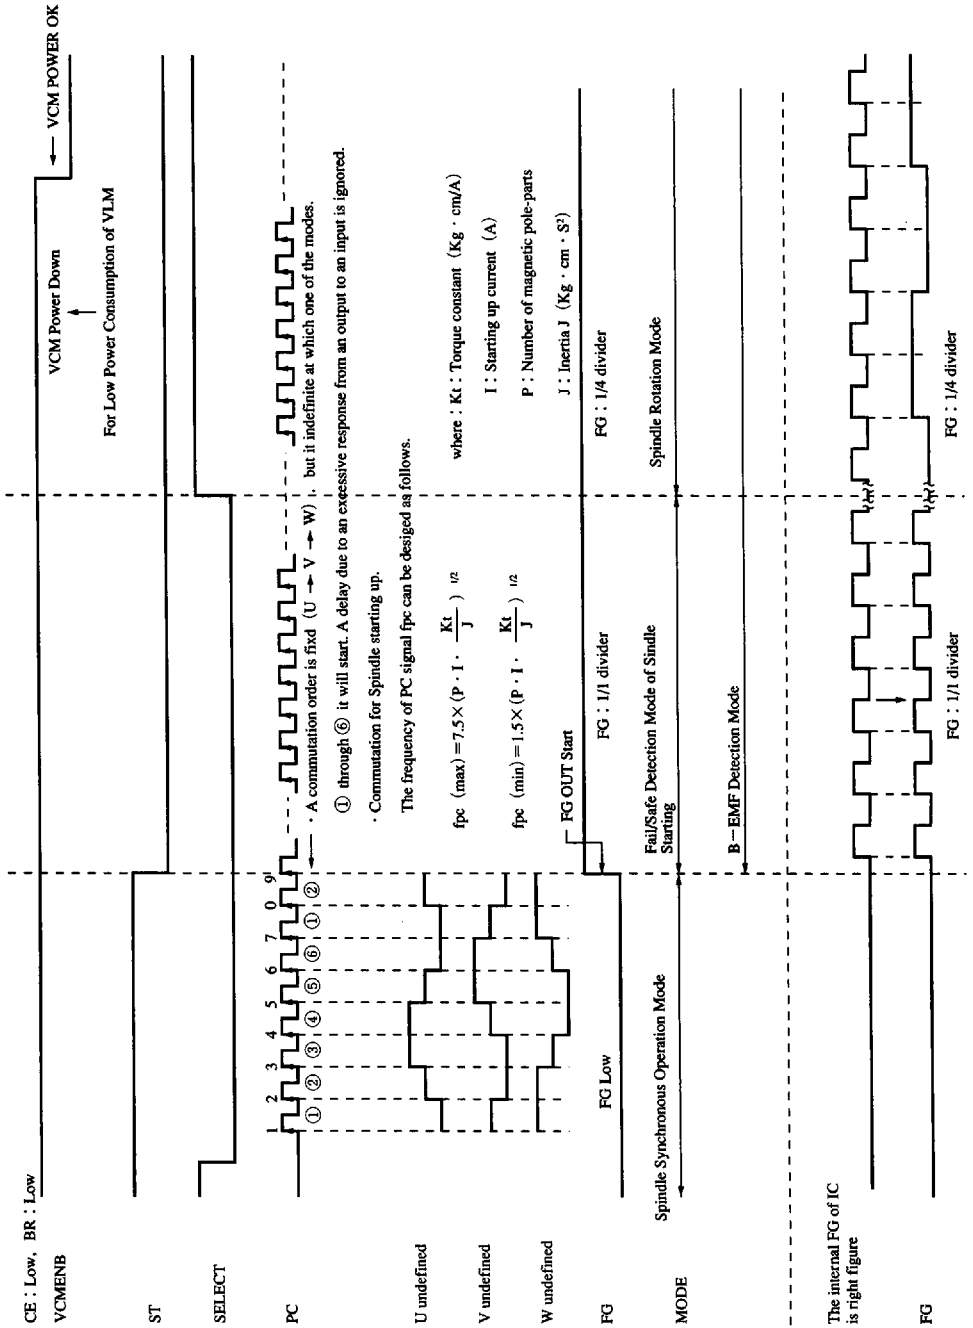 CE : Low, BR : Low
VCMENB
VCM Power Down
VCM POWER OK
For Low Power Consumption of VLM
ST
SELECT
PC
1 2 3 4 5 6 7 0 9
① ② ③ ④ ⑤ ⑥ ① ②
· A commutation order is fixd (U → V → W) , but it indefinite at which one of the modes.
① through ⑥ it will start. A delay due to an excessive response from an output to an input is ignored.
· Commutation for Spindle starting up.
The frequency of PC signal fpc can be desiged as follows.
fpc (max) = 7.5 × (P · I · Kt/J) 1/2
fpc (min) = 1.5 × (P · I · Kt/J) 1/2
where : Kt : Torque constant (Kg · cm/A)
I : Starting up current (A)
P : Number of magnetic pole-parts
J : Inertia J (Kg · cm · S²)
U undefined
V undefined
W undefined
FG OUT Start
FG
FG Low
FG : 1/1 divider
FG : 1/4 divider
MODE
Spindle Synchronous Operation Mode
Fail/Safe Detection Mode of Sindle
Starting
Spindle Rotation Mode
B−EMF Detection Mode
The internal FG of IC
is right figure
FG
FG : 1/1 divider
FG : 1/4 divider